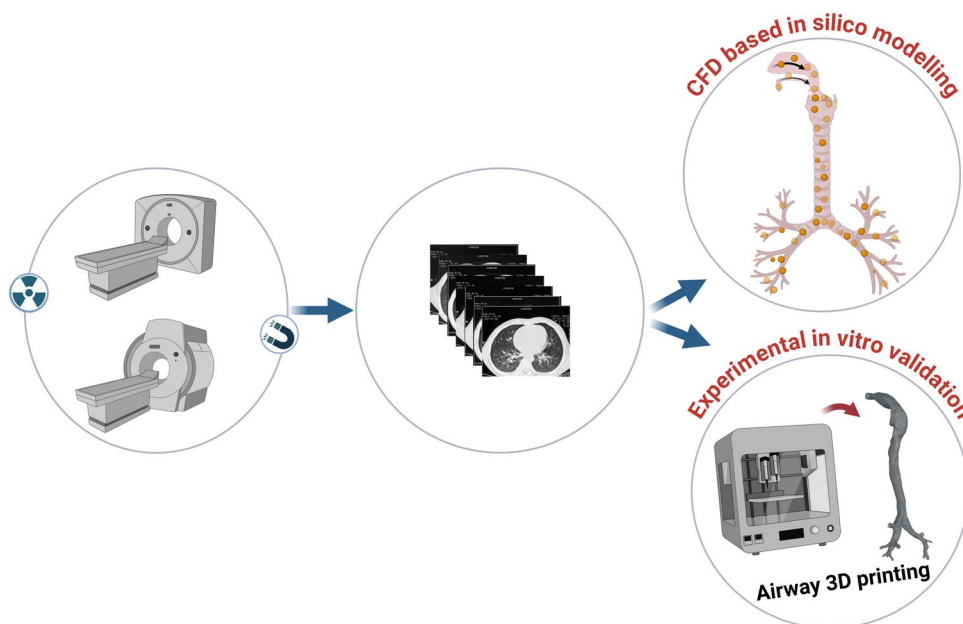 CFD based in silico modelling
Experimental in vitro validation
Airway 3D printing